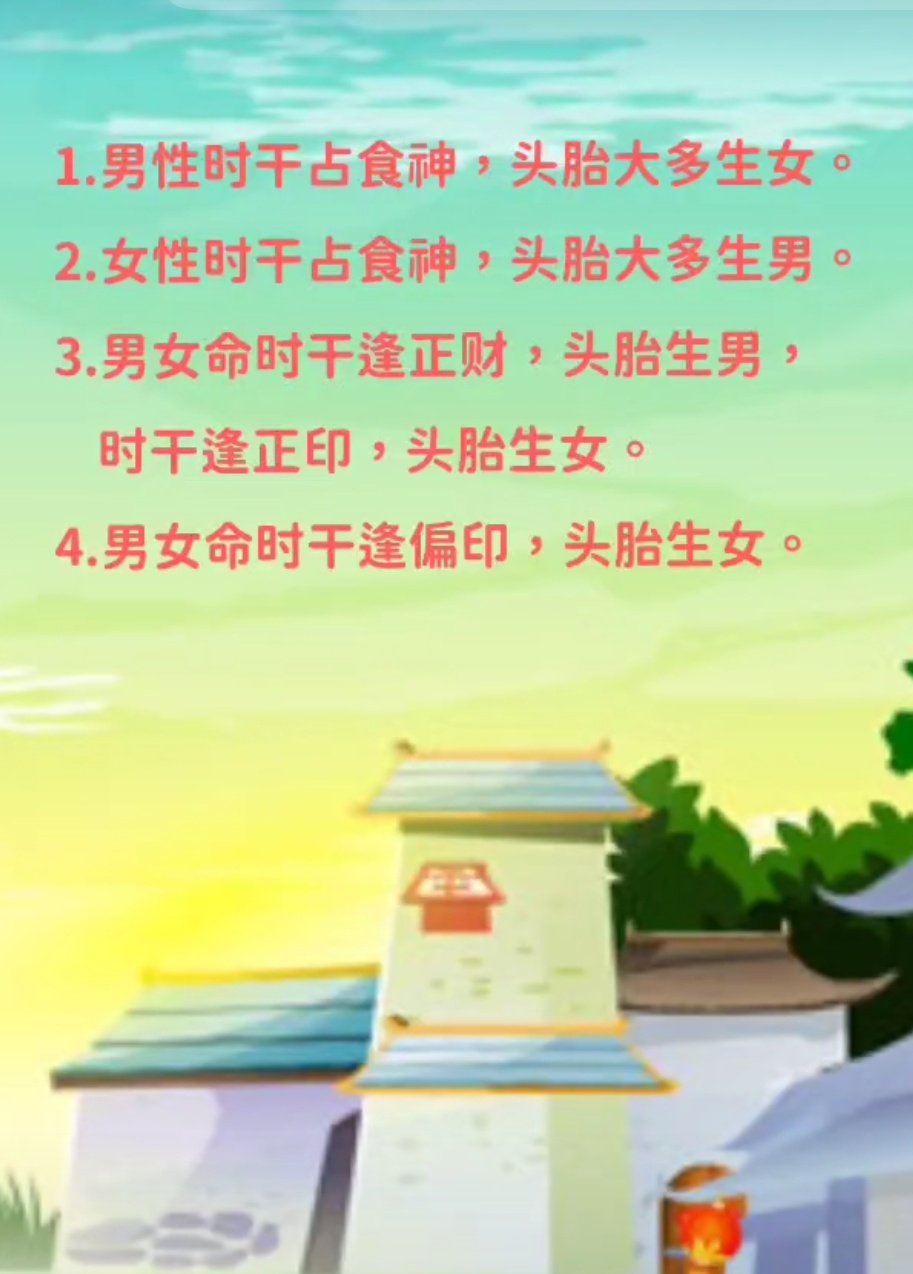 1.男性时干占食神，头胎大多生女。
2.女性时干占食神，头胎大多生男。
3.男女命时干逢正财，头胎生男，
时干逢正印，头胎生女。
4.男女命时干逢偏印，头胎生女。